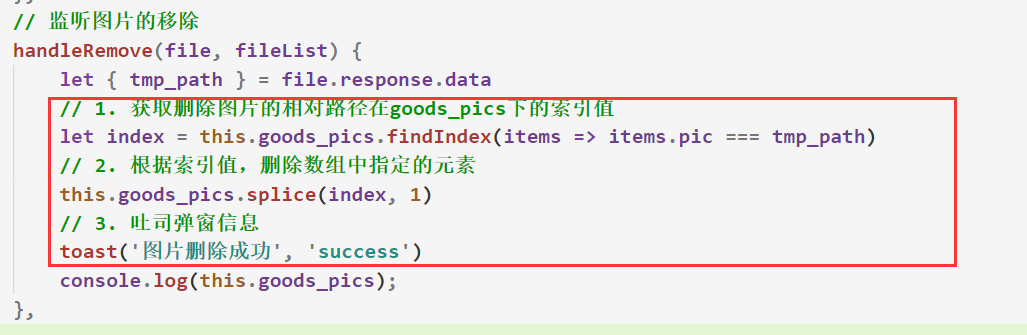 // 监听图片的移除
handleRemove(file, fileList) {
let { tmp_path } = file.response.data
// 1. 获取删除图片的相对路径在goods_pics下的索引值
let index = this.goods_pics.findIndex(items => items.pic === tmp_path)
// 2. 根据索引值，删除数组中指定的元素
this.goods_pics.splice(index, 1)
// 3. 吐司弹窗信息
toast('图片删除成功', 'success')
console.log(this.goods_pics);
},